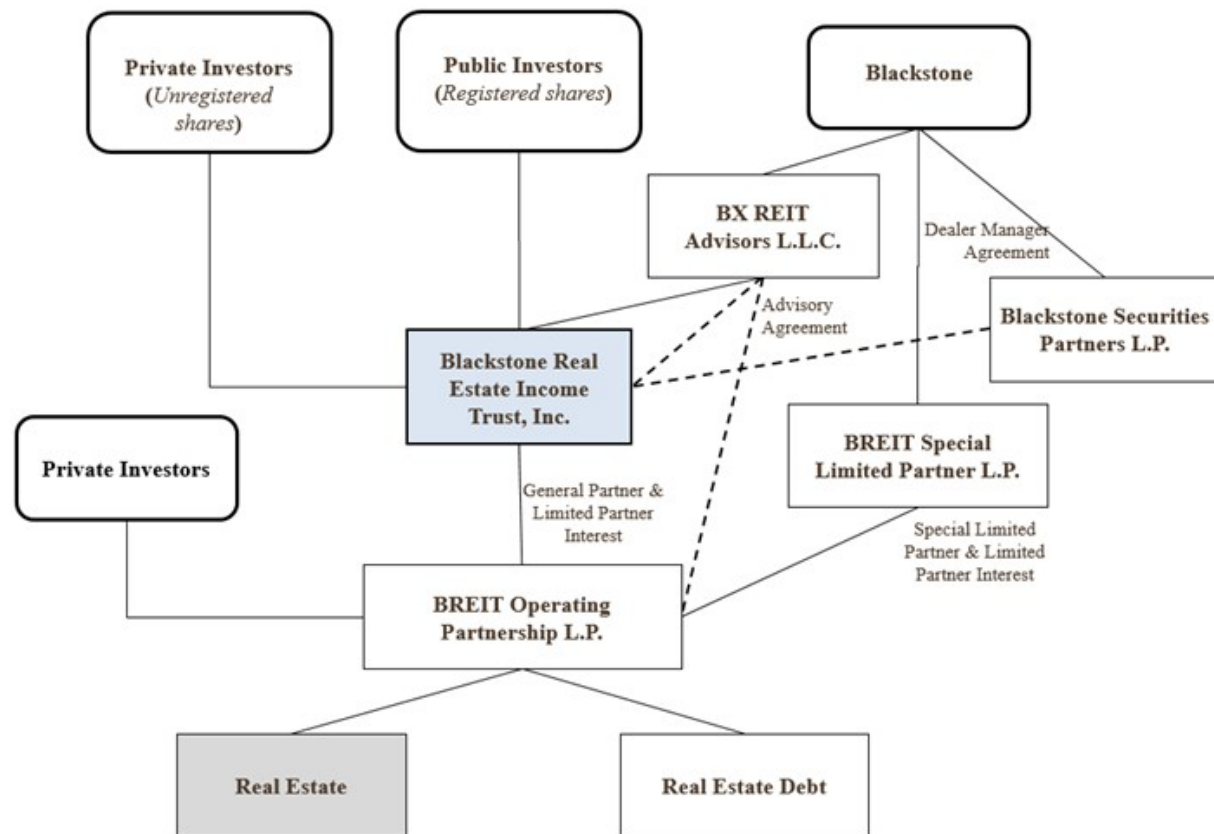 Private Investors
(Unregistered
shares)
Public Investors
(Registered shares)
Blackstone
BX REIT
Advisors L.L.C.
Dealer Manager
Agreement
Advisory
Agreement
Blackstone Securities
Partners L.P.
Blackstone Real
Estate Income
Trust, Inc.
BREIT Special
Limited Partner L.P.
Private Investors
General Partner &
Limited Partner
Interest
Special Limited
Partner & Limited
Partner Interest
BREIT Operating
Partnership L.P.
Real Estate
Real Estate Debt